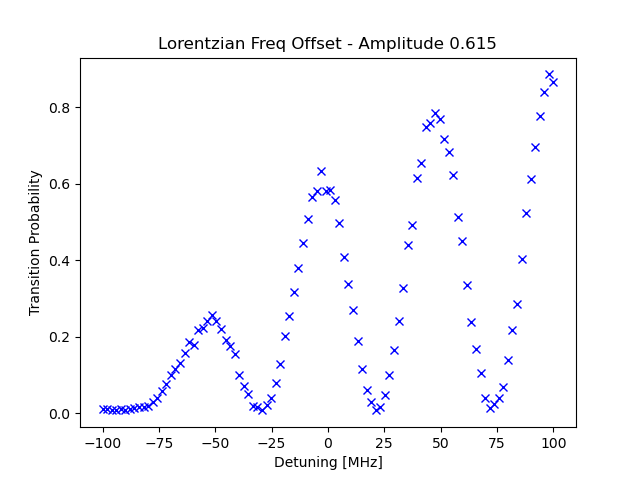 Lorentzian Freq Offset - Amplitude 0.615
Transition Probability
0.8
0.6
0.4
0.2
0.0
−100 −75 −50 −25 0 25 50 75 100
Detuning [MHz]